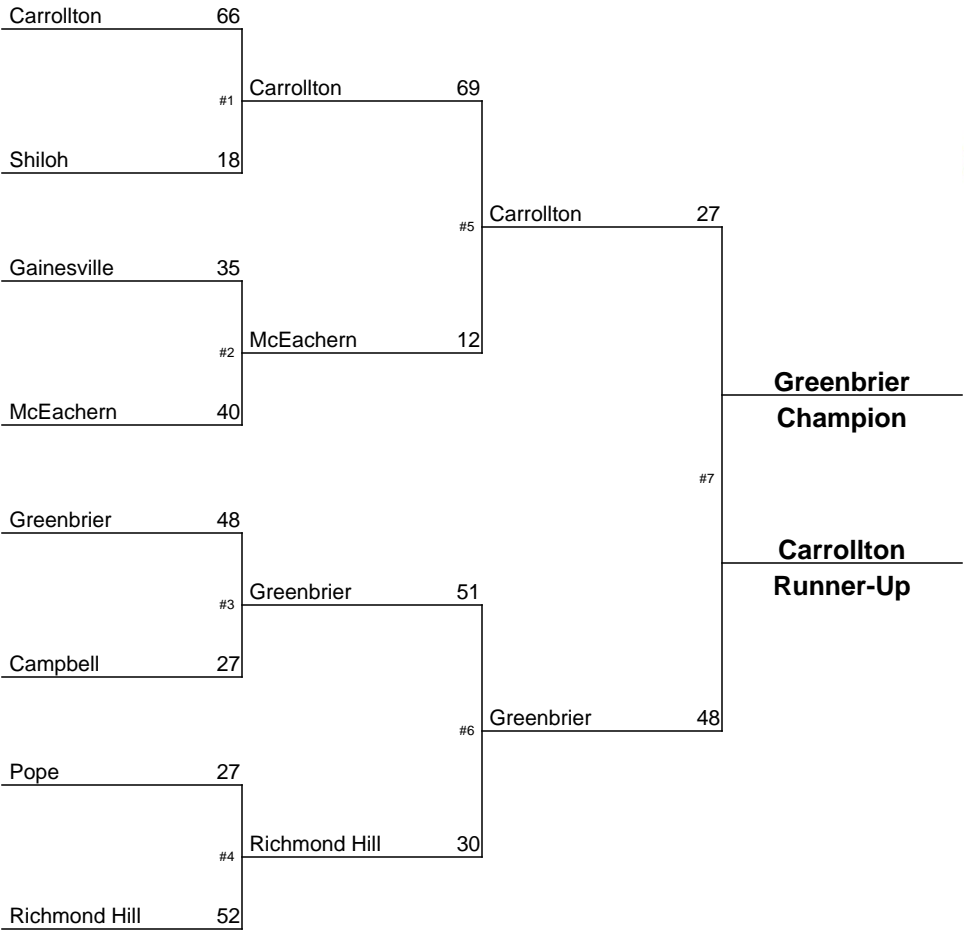 Carrollton 66
#1
Carrollton 69
Shiloh 18
#5
Carrollton 27
Gainesville 35
#2
McEachern 12
McEachern 40
Greenbrier
Champion
#7
Greenbrier 48
#3
Greenbrier 51
Campbell 27
Carrollton
Runner-Up
#6
Greenbrier 48
Pope 27
#4
Richmond Hill 30
Richmond Hill 52